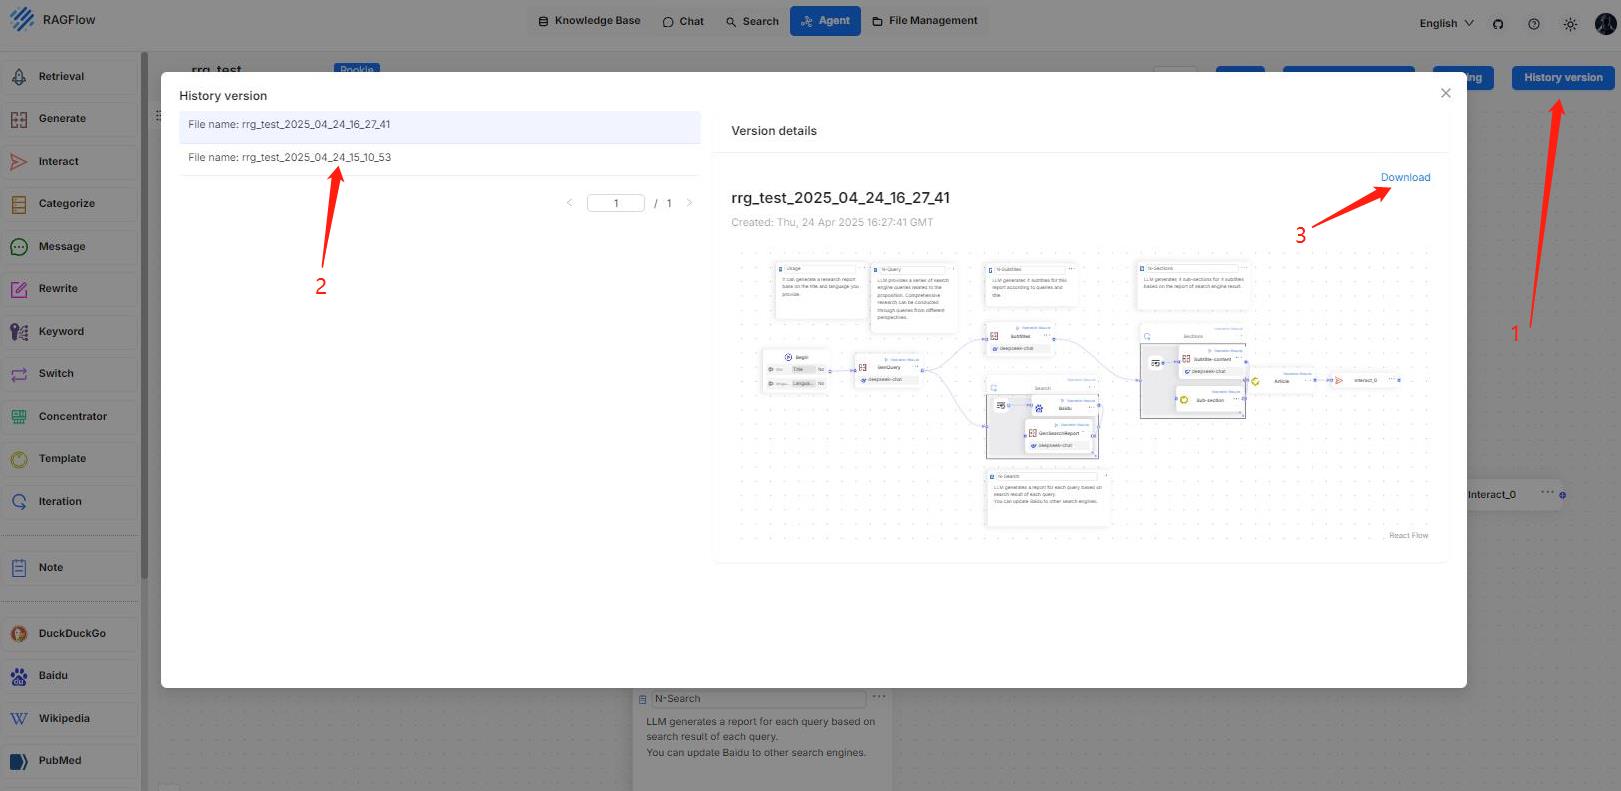 RAGFlow
Knowledge Base
Chat
Search
Agent
File Management
English
Retrieval
Generate
Interact
Categorize
Message
Rewrite
Keyword
Switch
Concentrator
Template
Iteration
Note
DuckDuckGo
Baidu
Wikipedia
PubMed
rrg_test
Rookie
History version
History version
File name: rrg_test_2025_04_24_16_27_41
File name: rrg_test_2025_04_24_15_10_53
1 / 1
2
Version details
Download
3
1
rrg_test_2025_04_24_16_27_41
Created: Thu, 24 Apr 2025 16:27:41 GMT
Usage
It can generate a research report
base on the title and language you
provide.
N-Query
LLM provides a series of search
engine queries related to the
proposition. Comprehensive
research can be conducted
through queries from different
perspectives.
N-Subtitles
LLM generates n subtitles for this
report according to queries and
title.
N-Sections
LLM generates n sub-sections for n subtitles
based on the report of search engine result.
Begin
Title No
No
GenQuery
deepseek-chat
Subtitles
deepseek-chat
Search
Baidu
GenSearchReport
deepseek-chat
Sections
Subtitle-content
deepseek-chat
Sub-section
Article
Interact_0
N-Search
LLM generates a report for each query based on
search result of each query.
You can update Baidu to other search engines.
React Flow
Interact_0
N-Search
LLM generates a report for each query based on
search result of each query.
You can update Baidu to other search engines.